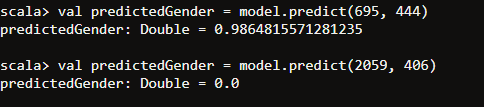 scala> val predictedGender = model.predict(695, 444)
predictedGender: Double = 0.9864815571281235
scala> val predictedGender = model.predict(2059, 406)
predictedGender: Double = 0.0